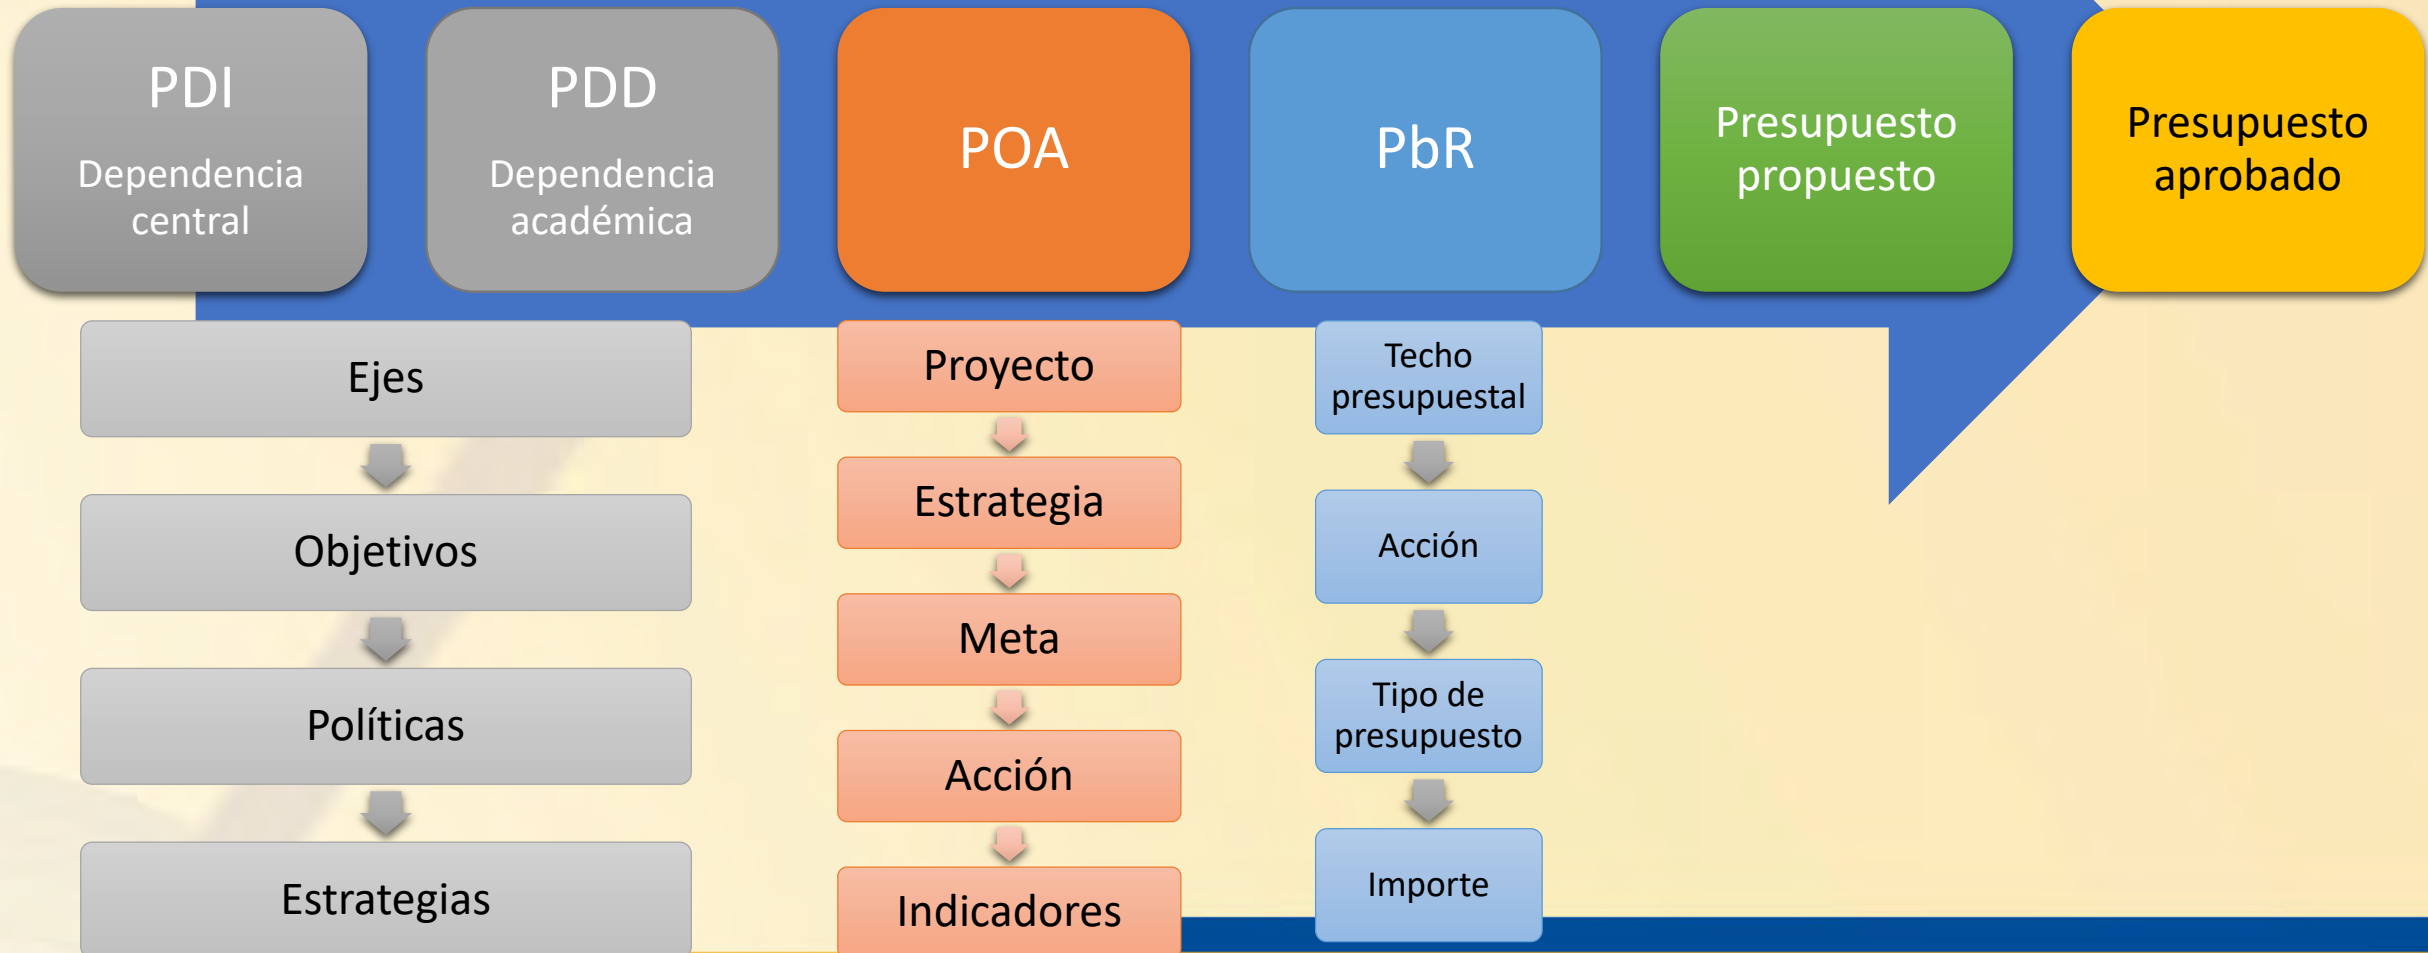 PDI
Dependencia
central
PDD
Dependencia
académica
POA
PbR
Presupuesto
propuesto
Presupuesto
aprobado
Ejes
Objetivos
Políticas
Estrategias
Proyecto
Estrategia
Meta
Acción
Indicadores
Techo
presupuestal
Acción
Tipo de
presupuesto
Importe